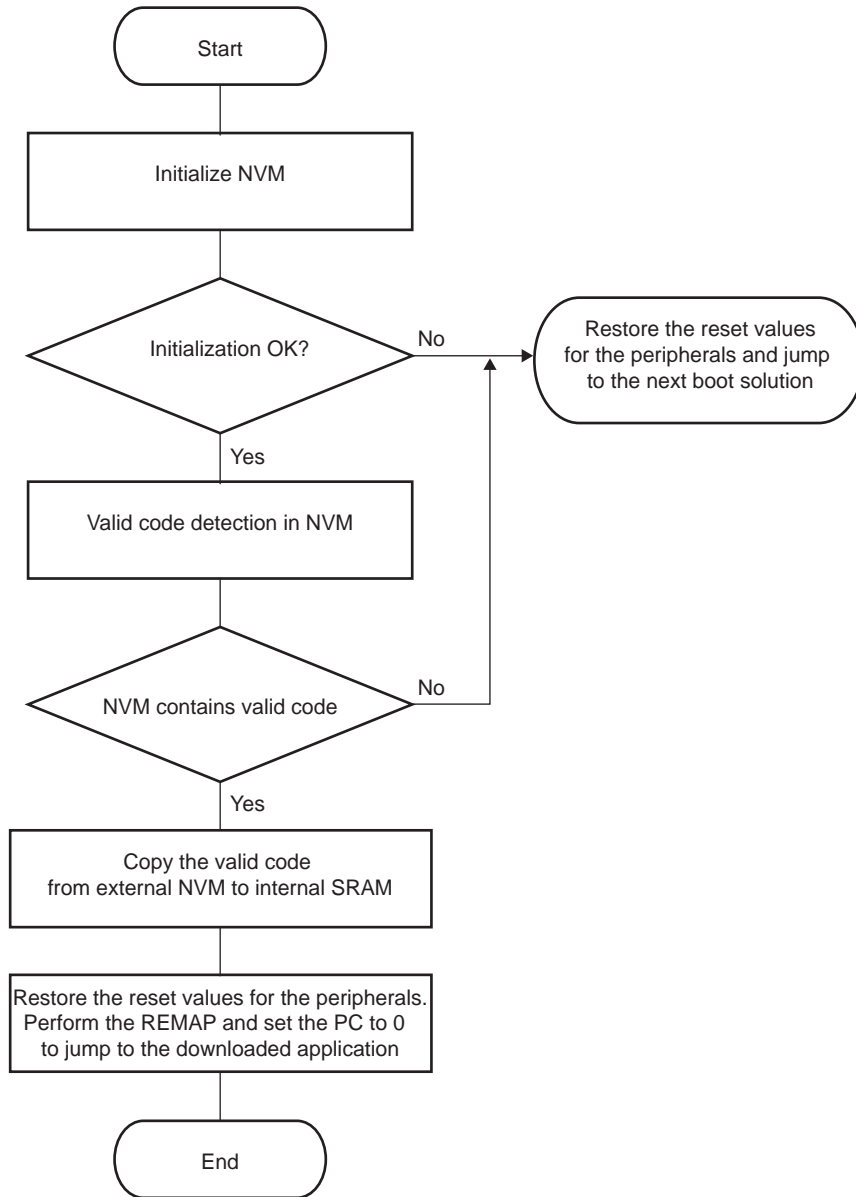 Start
Initialize NVM
Initialization OK?
No
Restore the reset values
for the peripherals and jump
to the next boot solution
Yes
Valid code detection in NVM
NVM contains valid code
No
Yes
Copy the valid code
from external NVM to internal SRAM
Restore the reset values for the peripherals.
Perform the REMAP and set the PC to 0
to jump to the downloaded application
End